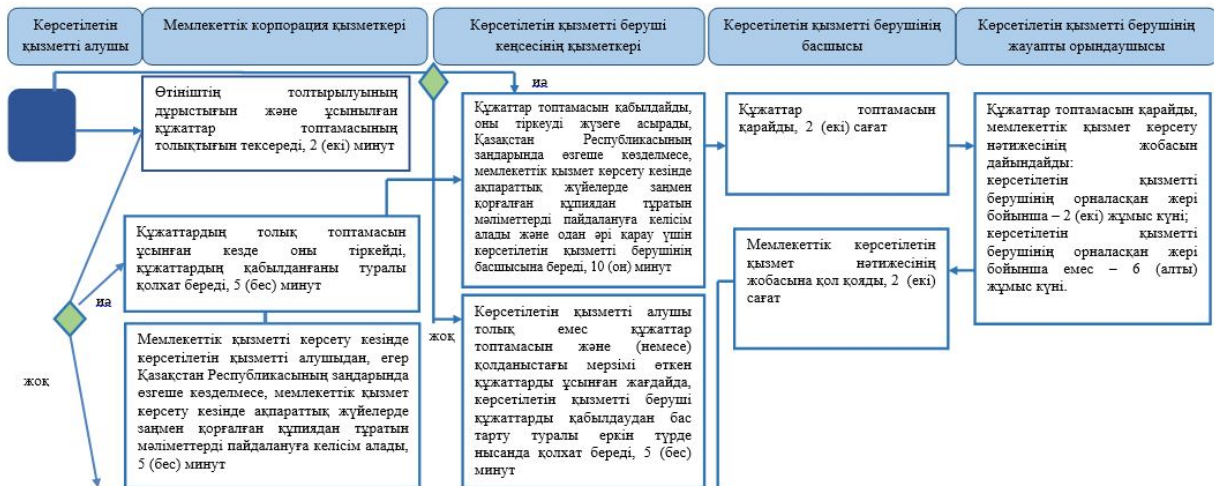 Көрсетілетін
қызметті алушы
Мемлекеттік корпорация қызметкері
Көрсетілетін қызметті беруші
кеңсесінің қызметкері
Көрсетілетін қызметті берушінің
басшысы
Көрсетілетін қызметті берушінің
жауапты орындаушысы
иә
Өтініштің толтырылуының
дұрыстығын және ұсынылған
құжаттар топтамасының
толықтығын тексереді, 2 (екі) минут
Құжаттар топтамасын қабылдайды,
оны тіркеуді жүзеге асырады,
Қазақстан Республикасының
заңдарында өзгеше көзделмесе,
мемлекеттік қызмет көрсету кезінде
ақпараттық жүйелерде заңмен
қорғалған құпиядан тұратын
мәліметтерді пайдалануға келісім
алады және одан әрі қарау үшін
көрсетілетін қызметті берушінің
басшысына береді, 10 (он) минут
Құжаттар топтамасын
қарайды, 2 (екі) сағат
Құжаттар топтамасын қарайды,
мемлекеттік қызмет көрсету
нәтижесінің жобасын
дайындайды:
көрсетілетін қызметті
берушінің орналасқан жері
бойынша – 2 (екі) жұмыс күні;
көрсетілетін қызметті
берушінің орналасқан жері
бойынша емес – 6 (алты)
жұмыс күні.
Құжаттардың толық топтамасын
ұсынған кезде оны тіркейді,
құжаттардың қабылданғаны туралы
қолхат береді, 5 (бес) минут
иә
Мемлекеттік көрсетілетін
қызмет нәтижесінің
жобасына қол қояды, 2 (екі)
сағат
жоқ
Мемлекеттік қызметті көрсету кезінде
көрсетілетін қызметті алушыдан, егер
Қазақстан Республикасының заңдарында
өзгеше көзделмесе, мемлекеттік қызмет
көрсету кезінде ақпараттық жүйелерде
заңмен қорғалған құпиядан тұратын
мәліметтерді пайдалануға келісім алады,
5 (бес) минут
жоқ
Көрсетілетін қызметті алушы
толық емес құжаттар
топтамасын және (немесе)
қолданыстағы мерзімі өткен
құжаттарды ұсынған жағдайда,
көрсетілетін қызметті беруші
құжаттарды қабылдаудан бас
тарту туралы еркін түрде
нысанда қолхат береді, 5 (бес)
минут